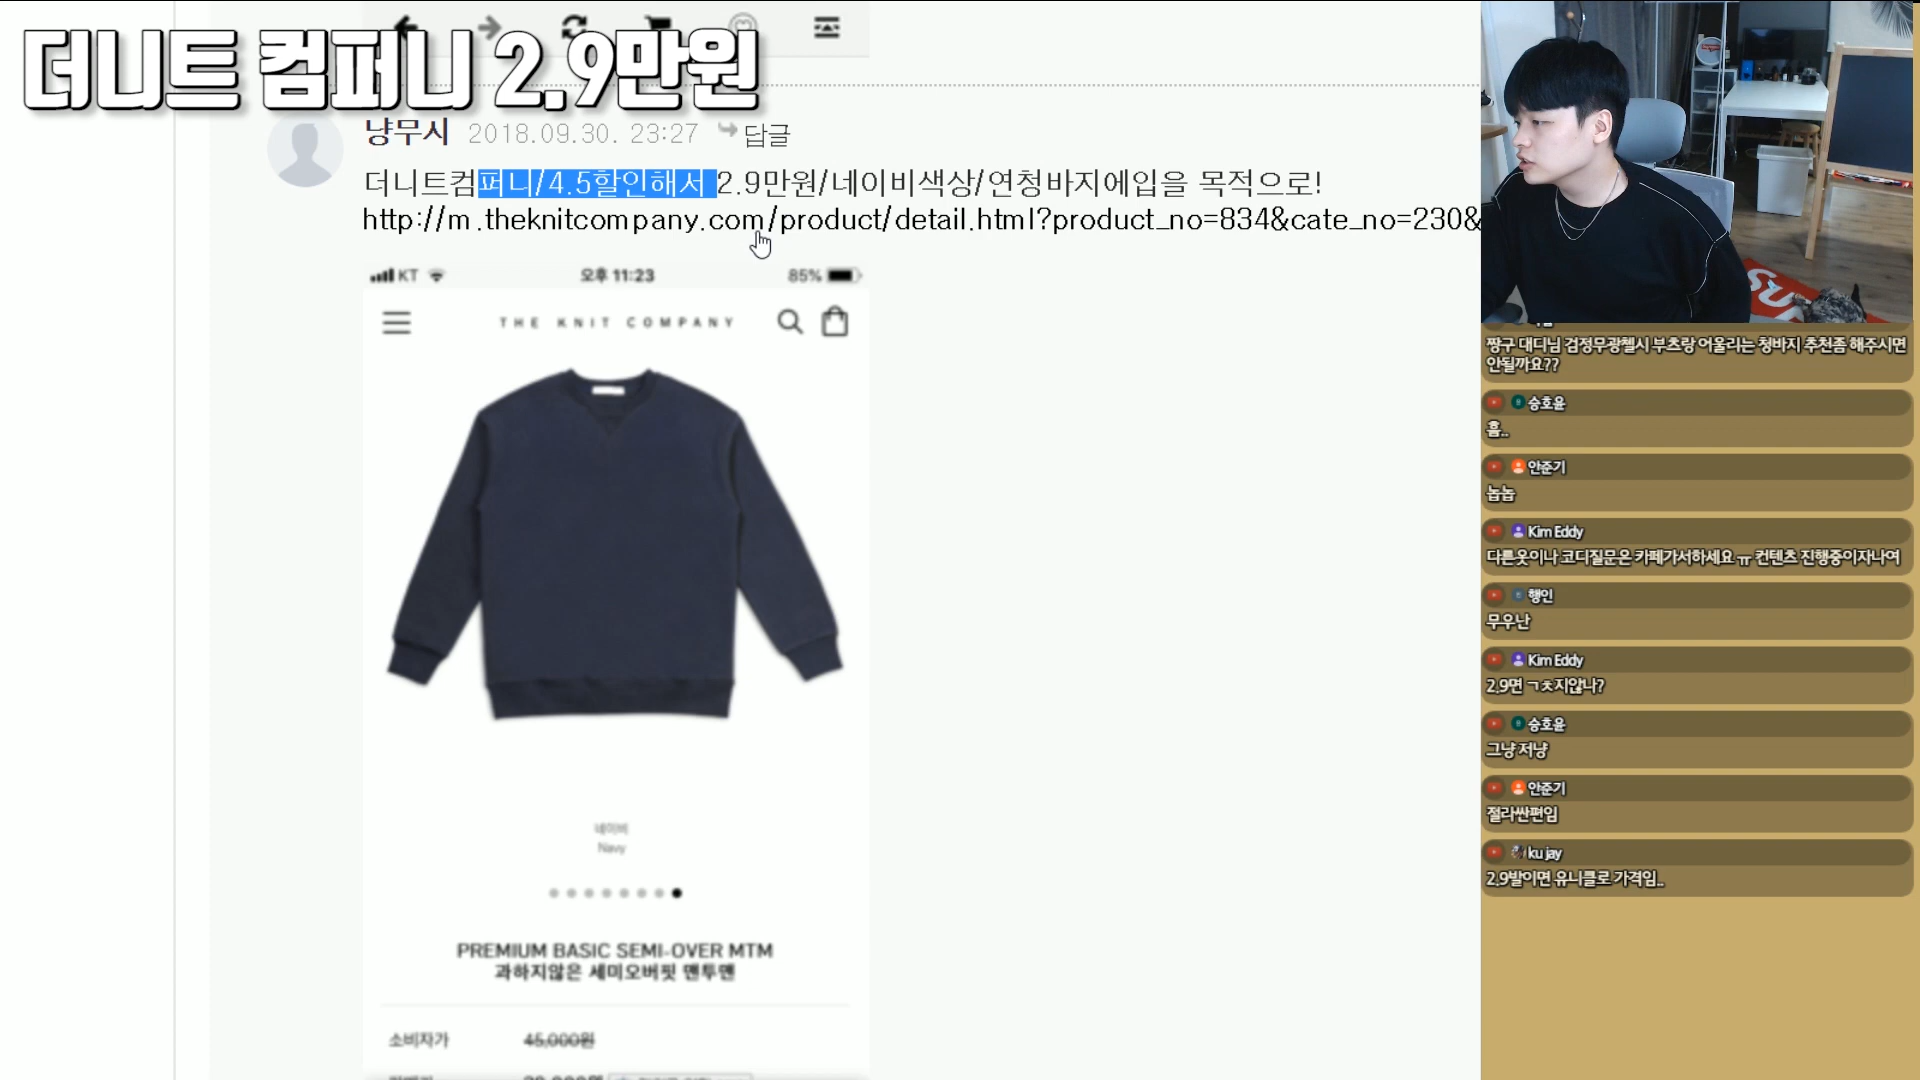 더니트 컴퍼니 2.9만원
냥무시 2018.09.30. 23:27 답글
더니트컴퍼니/4.5할인해서 2.9만원/네이비색상/연청바지에입을 목적으로!
http://m.theknitcompany.com/product/detail.html?product_no=834&cate_no=230&
KT 오후 11:23 85%
THE KNIT COMPANY
네이비
Navy
PREMIUM BASIC SEMI-OVER MTM
과하지않은 세미오버핏 맨투맨
소비자가 45,000원
짱구 대디님 검정무광첼시 부츠랑 어울리는 청바지 추천좀 해주시면
안될까요??
승호윤
흠..
안준기
놉놉
Kim Eddy
다른옷이나 코디질문은 카페가서하세요 ㅠ 컨텐츠 진행중이자나여
행인
무우난
Kim Eddy
2.9면 ㄱㅊ지않나?
승호윤
그냥 저냥
안준기
절라싼편임
ku jay
2.9발이면 유니클로 가격임..